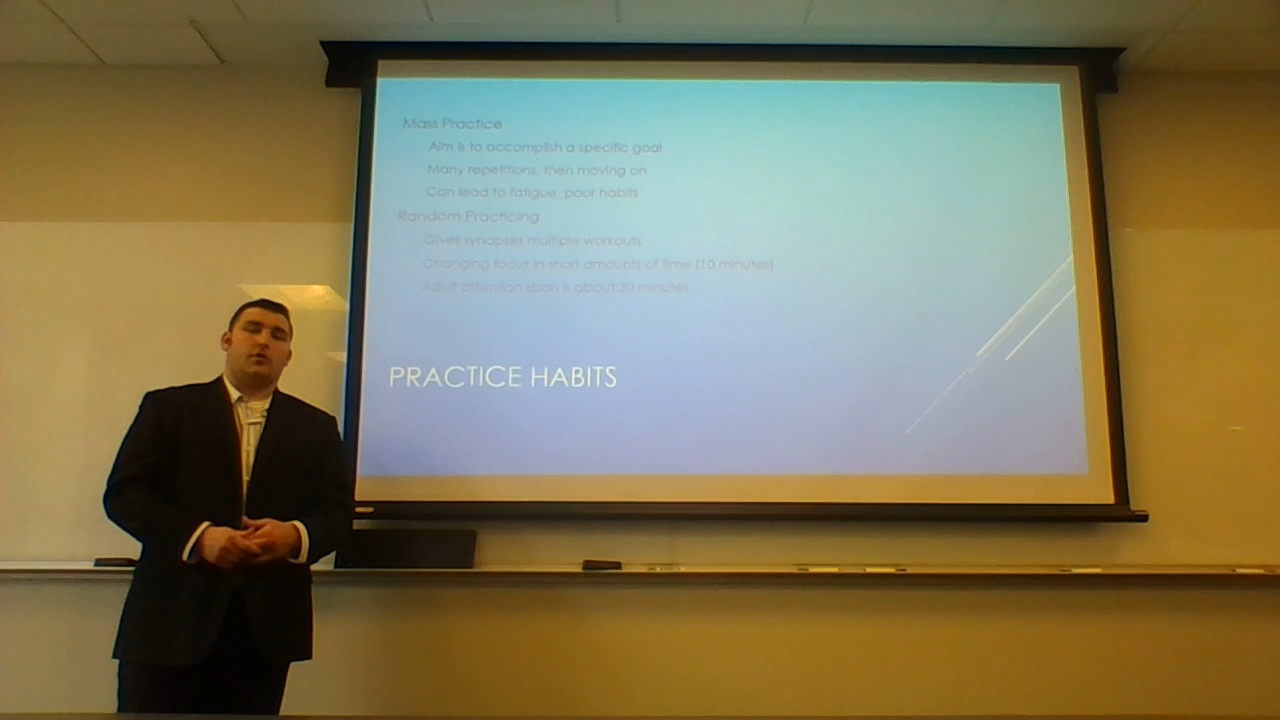 Mass Practice
Aim is to accomplish a specific goal
Many repetitions, then moving on
Can lead to fatigue, poor habits
Random Practicing
Gives synapses multiple workouts
Changing focus in short amounts of time (10 minutes)
Adult attention span is about 30 minutes
PRACTICE HABITS